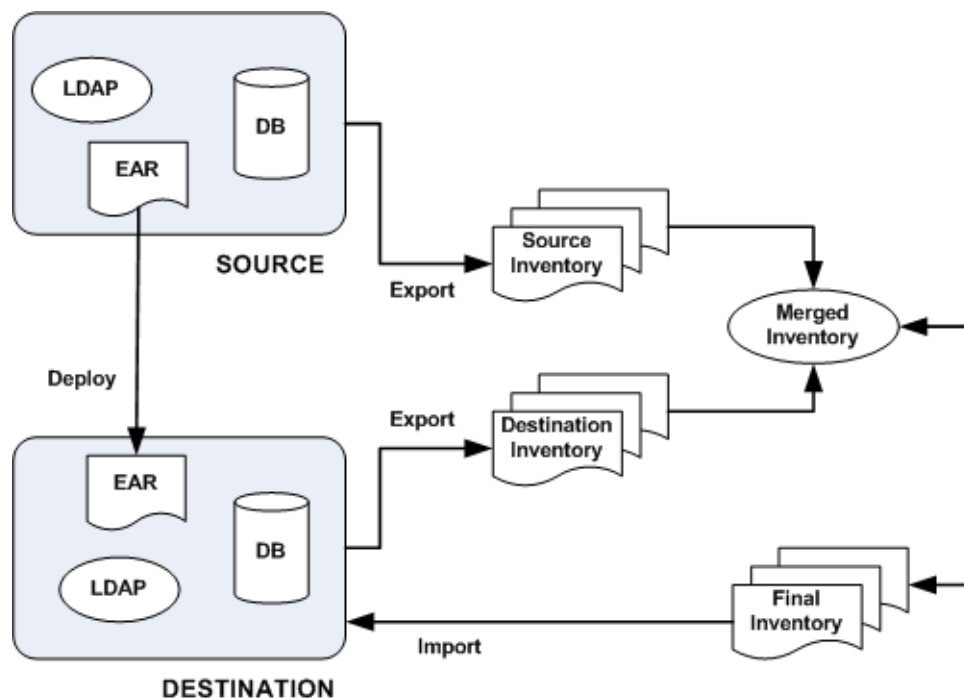 LDAP
DB
EAR
SOURCE
Export
Source
Inventory
Merged
Inventory
Deploy
Export
Destination
Inventory
EAR
DB
LDAP
Final
Inventory
Import
DESTINATION